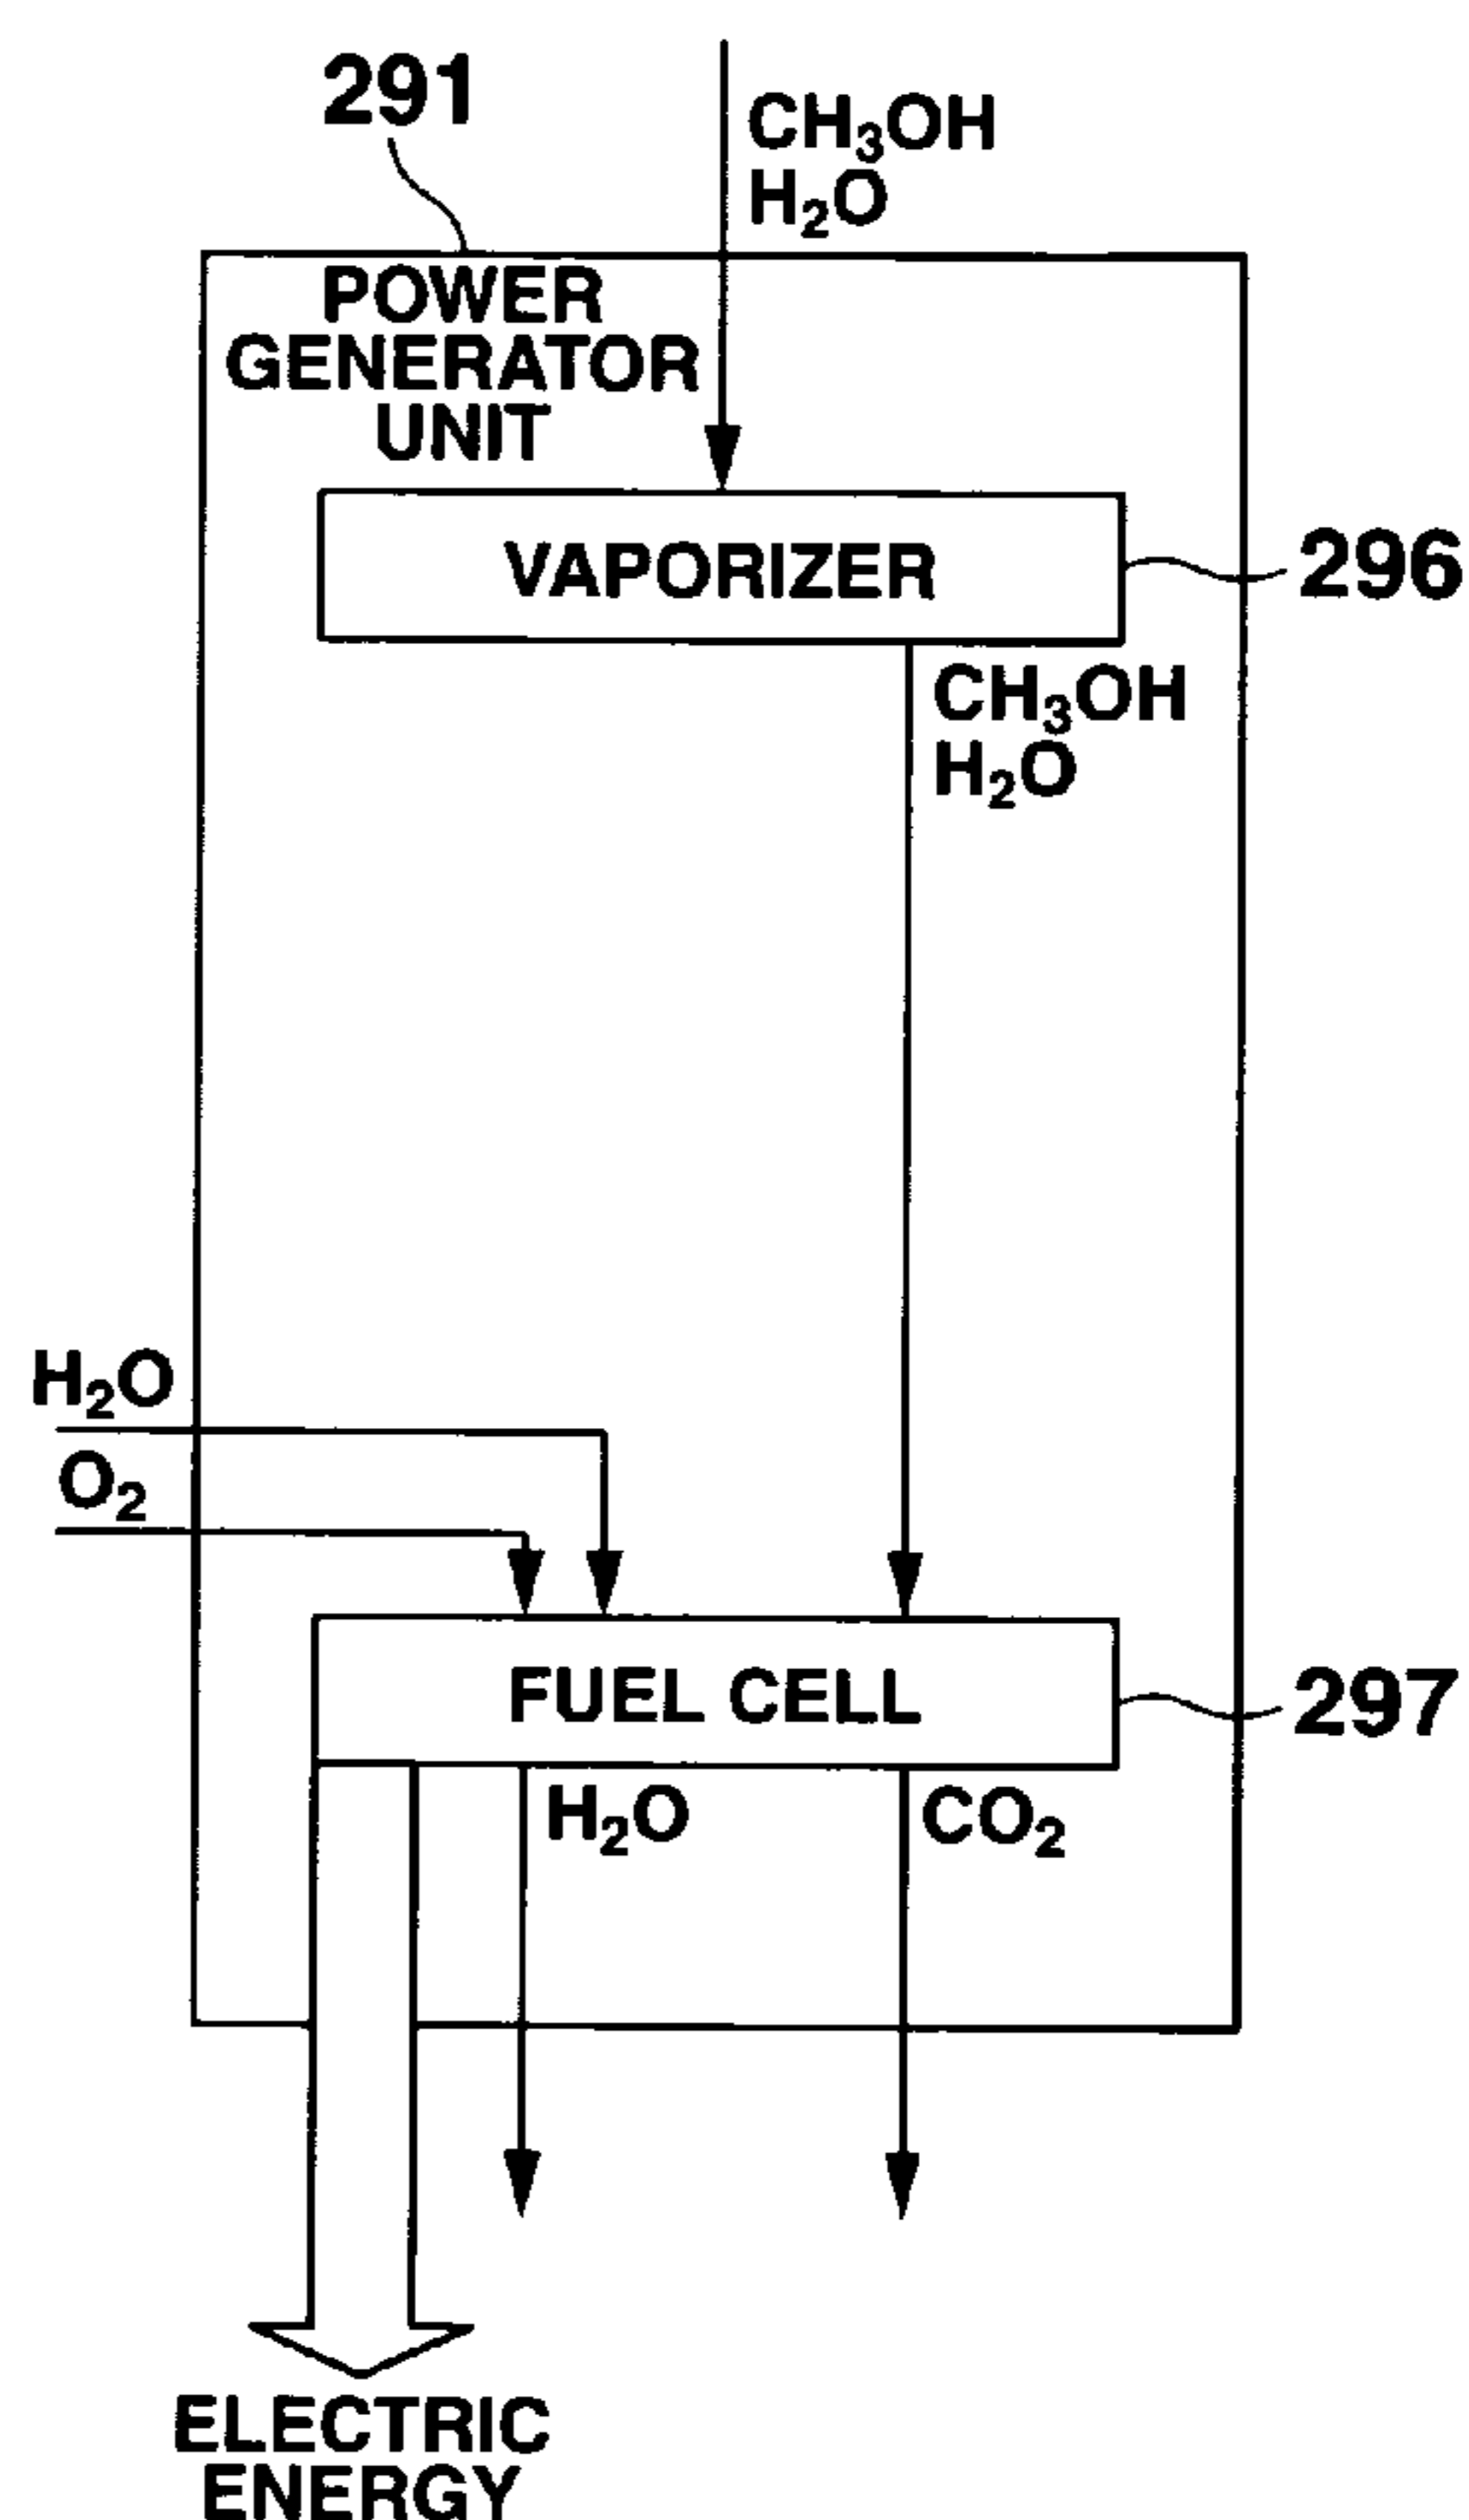 291
CH₃OH
H₂O
POWER
GENERATOR
UNIT
VAPORIZER
296
CH₃OH
H₂O
H₂O
O₂
FUEL CELL
297
H₂O
CO₂
ELECTRIC
ENERGY